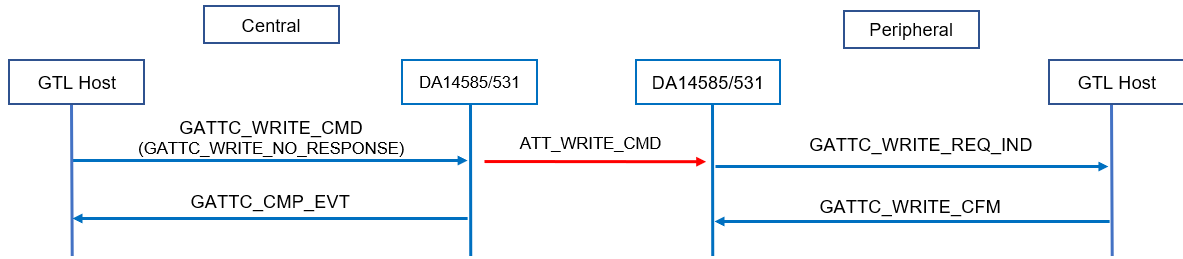 Central
Peripheral
GTL Host
DA14585/531
DA14585/531
GTL Host
GATTC_WRITE_CMD
(GATTC_WRITE_NO_RESPONSE)
ATT_WRITE_CMD
GATTC_WRITE_REQ_IND
GATTC_CMP_EVT
GATTC_WRITE_CFM